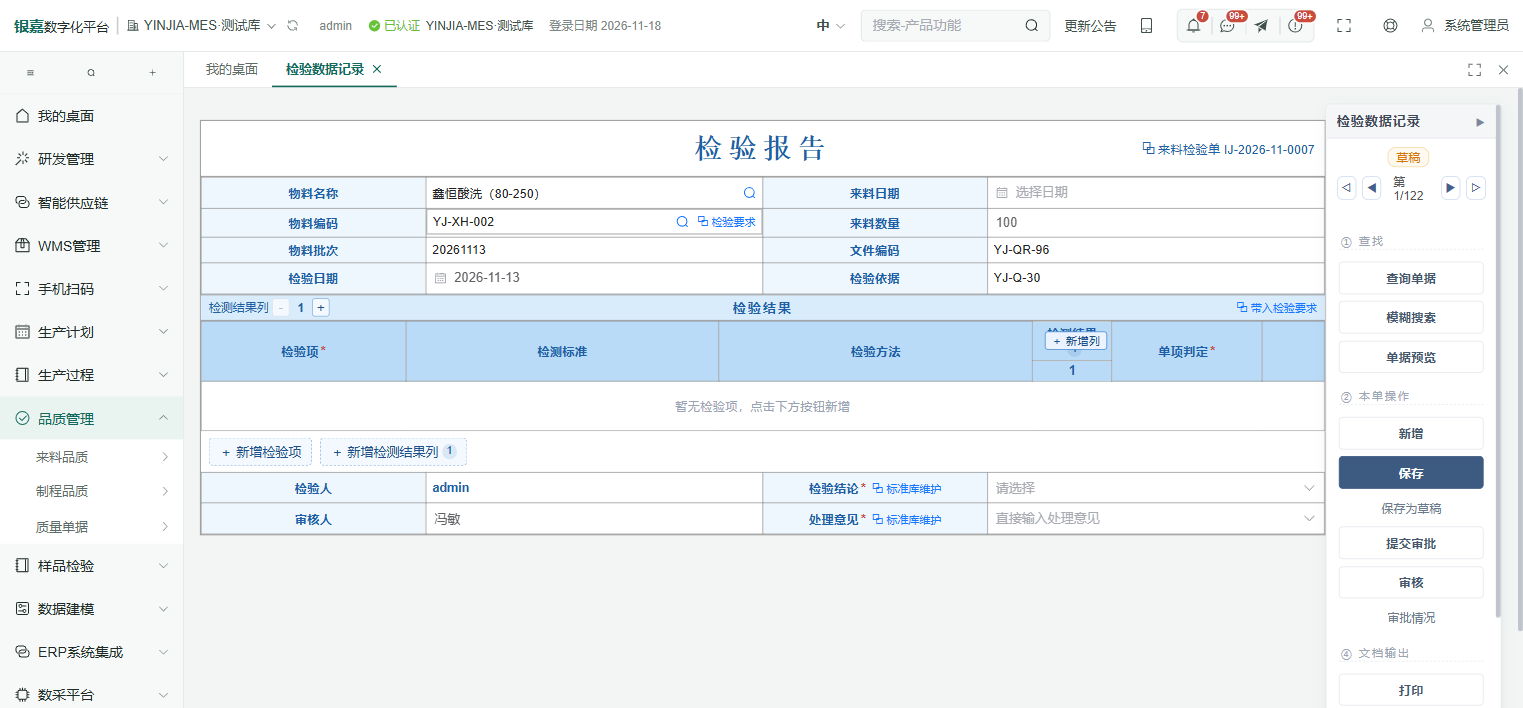 银嘉数字化平台 YINJIA-MES·测试库 admin 已认证 YINJIA-MES·测试库 登录日期 2026-11-18 中 搜索-产品功能 更新公告 7 99+ 99+ 系统管理员
我的桌面 检验数据记录
我的桌面
研发管理
智能供应链
WMS管理
手机扫码
生产计划
生产过程
品质管理
来料品质
制程品质
质量单据
样品检验
数据建模
ERP系统集成
数采平台
检验报告 来料检验单 IJ-2026-11-0007
物料名称 鑫恒酸洗（80-250） 来料日期 选择日期
物料编码 YJ-XH-002 检验要求 来料数量 100
物料批次 20261113 文件编码 YJ-QR-96
检验日期 2026-11-13 检验依据 YJ-Q-30
检测结果列 - 1 + 检验结果 带入检验要求
检验项* 检测标准 检验方法 检测结果 单项判定*
+ 新增列
1
暂无检验项，点击下方按钮新增
+ 新增检验项 + 新增检测结果列 1
检验人 admin 检验结论* 标准库维护 请选择
审核人 冯敏 处理意见* 标准库维护 直接输入处理意见
检验数据记录
草稿
第
1/122
① 查找
查询单据
模糊搜索
单据预览
② 本单操作
新增
保存
保存为草稿
提交审批
审核
审批情况
④ 文档输出
打印